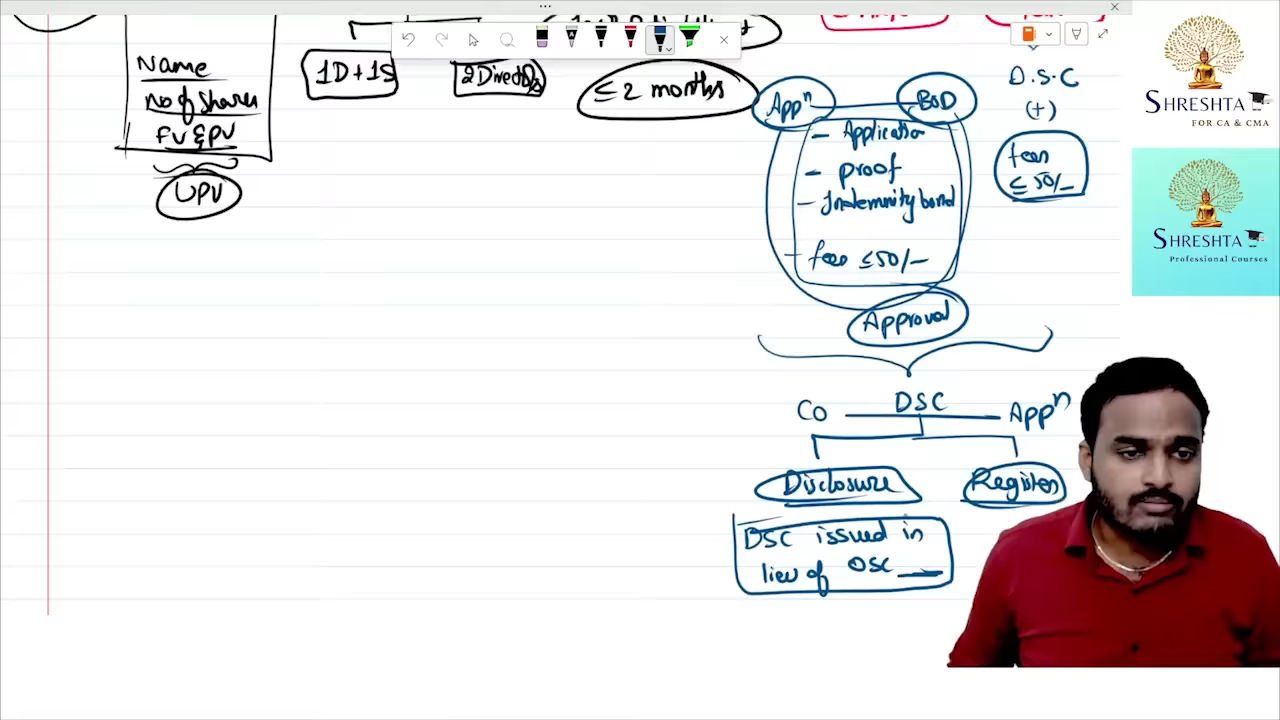 Name
No of shares
FV & PV
UPV
1D + 1S
2 Directors
≤ 2 months
Appⁿ
BOD
- Application
- proof
- Indemnity bond
- fees ≤50/-
Approval
D.S.C
(+)
fees
≤ 50/-
Co
DSC
Appⁿ
Disclosure
Register
DSC issued in
lieu of OSC
SHRESHTA
FOR CA & CMA
SHRESHTA
Professional Courses